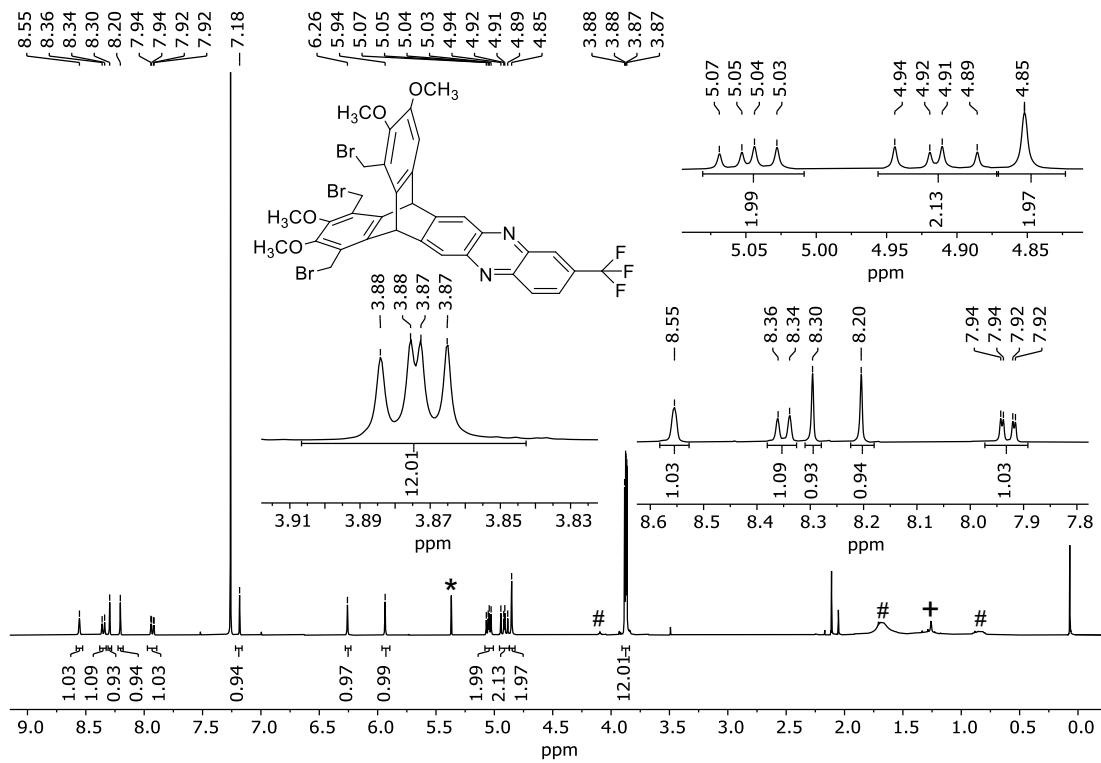 8.55 8.36 8.34 8.30 8.20 7.94 7.94 7.92 7.92 7.18 6.26 5.94 5.07 5.05 5.04 5.03 4.94 4.92 4.91 4.89 4.85 3.88 3.88 3.87 3.87
O CH₃
H₃CO
Br
Br
H₃CO
H₃CO
Br
N
N
F
F
F
5.07 5.05 5.04 5.03 4.94 4.92 4.91 4.89 4.85
1.99 2.13 1.97
5.05 5.00 4.95 4.90 4.85
ppm
3.88 3.88 3.87 3.87
12.01
3.91 3.89 3.87 3.85 3.83
ppm
8.55 8.36 8.34 8.30 8.20 7.94 7.94 7.92 7.92
1.03 1.09 0.93 0.94 1.03
8.6 8.5 8.4 8.3 8.2 8.1 8.0 7.9 7.8
ppm
* # # + #
1.03 1.09 0.93 0.94 1.03 0.94 0.97 0.99 1.99 2.13 1.97 12.01
9.0 8.5 8.0 7.5 7.0 6.5 6.0 5.5 5.0 4.5 4.0 3.5 3.0 2.5 2.0 1.5 1.0 0.5 0.0
ppm